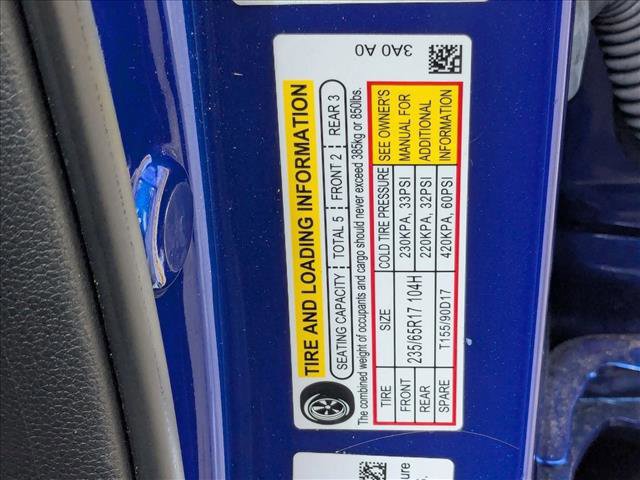 3A0 A0
TIRE AND LOADING INFORMATION
SEATING CAPACITY | TOTAL 5 | FRONT 2 | REAR 3
The combined weight of occupants and cargo should never exceed 385kg or 850lbs.
TIRE SIZE COLD TIRE PRESSURE SEE OWNER'S
FRONT 235/65R17 104H 230KPA, 33PSI MANUAL FOR
REAR 220KPA, 32PSI ADDITIONAL
SPARE T155/90D17 420KPA, 60PSI INFORMATION
ure
s.